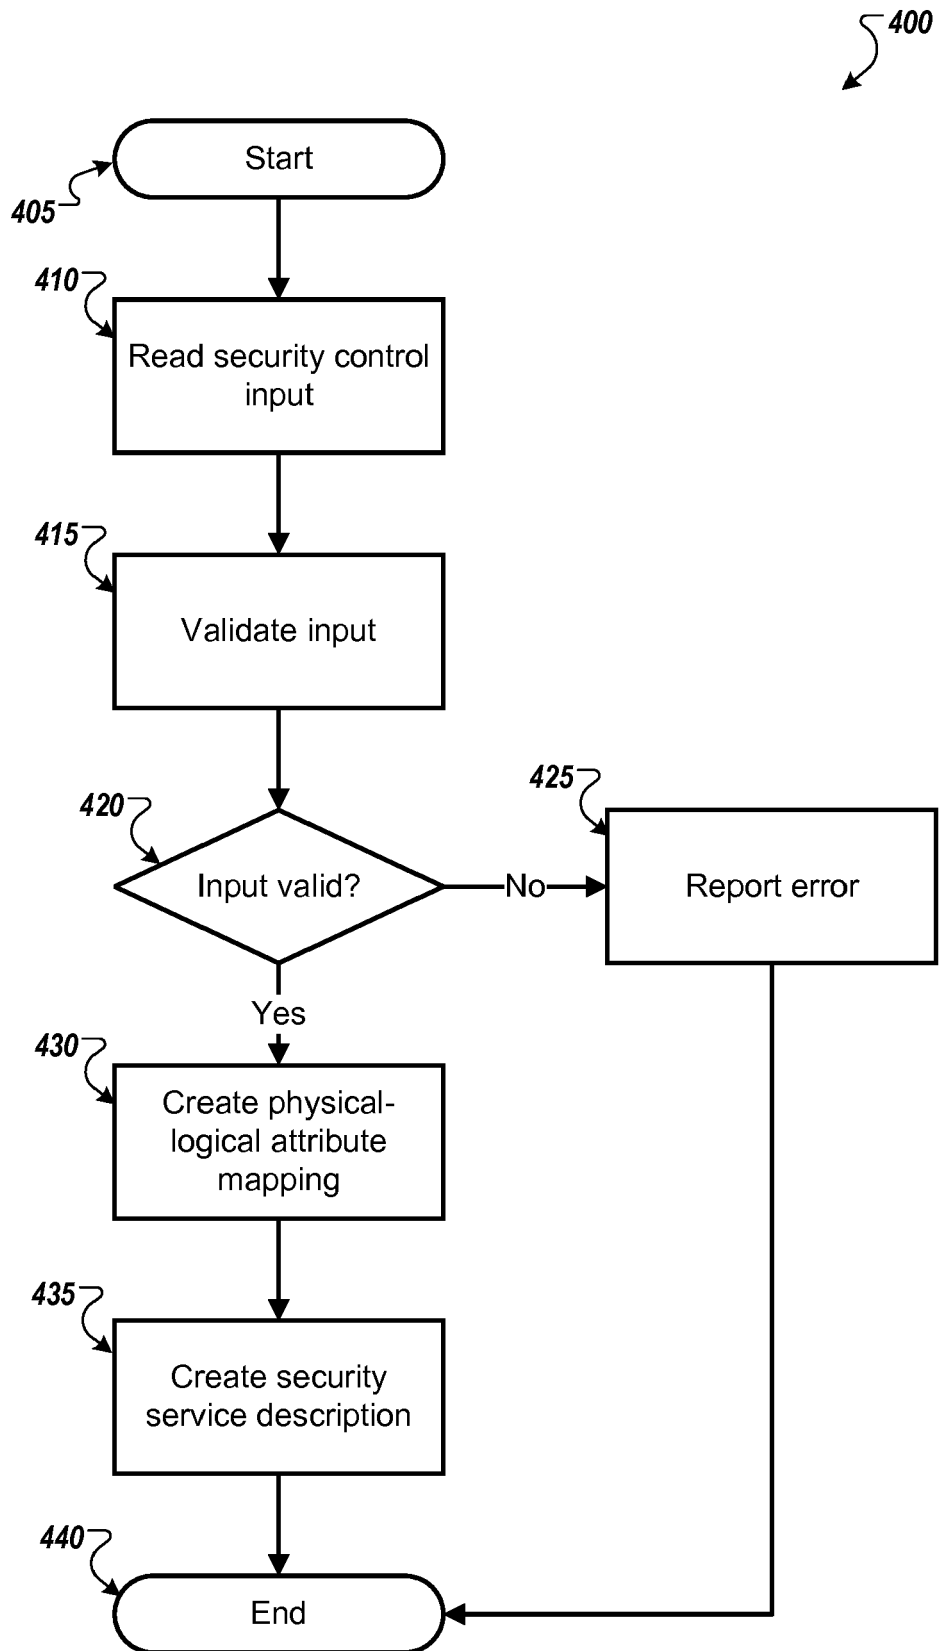 400
Start
405
410
Read security control
input
415
Validate input
420
Input valid?
No
425
Report error
Yes
430
Create physical-
logical attribute
mapping
435
Create security
service description
440
End